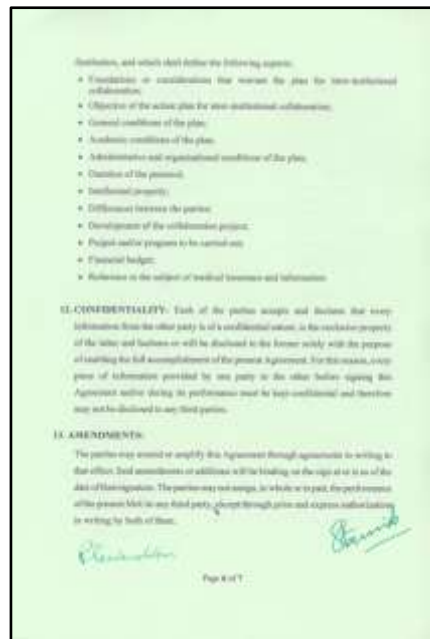 Institution, and which shall define the following aspects:
• Foundations or considerations that warrant the plan for inter-institutional
collaboration;
• Objective of the action plan for inter-institutional collaboration;
• General conditions of the plan;
• Academic conditions of the plan;
• Administrative and organizational conditions of the plan;
• Duration of the protocol;
• Intellectual property;
• Differences between the parties;
• Development of the collaboration project;
• Project and/or program to be carried out;
• Financial budget;
• Reference to the subject of medical insurance and information.
12. CONFIDENTIALITY: Each of the parties accepts and declares that every
information from the other party is of a confidential nature, is the exclusive property
of the latter and has been or will be disclosed to the former solely with the purpose
of enabling the full accomplishment of the present Agreement. For this reason, every
piece of information provided by one party to the other before signing this
Agreement and/or during its performance must be kept confidential and therefore
may not be disclosed to any third parties.
13. AMENDMENTS:
The parties may amend or amplify this Agreement through agreements in writing to
that effect. Said amendments or additions will be binding on the sign at or is as of the
date of their signature. The parties may not assign, in whole or in part, the performance
of the present MoU to any third party, except through prior and express authorization
in writing by both of them.
Page 6 of 7